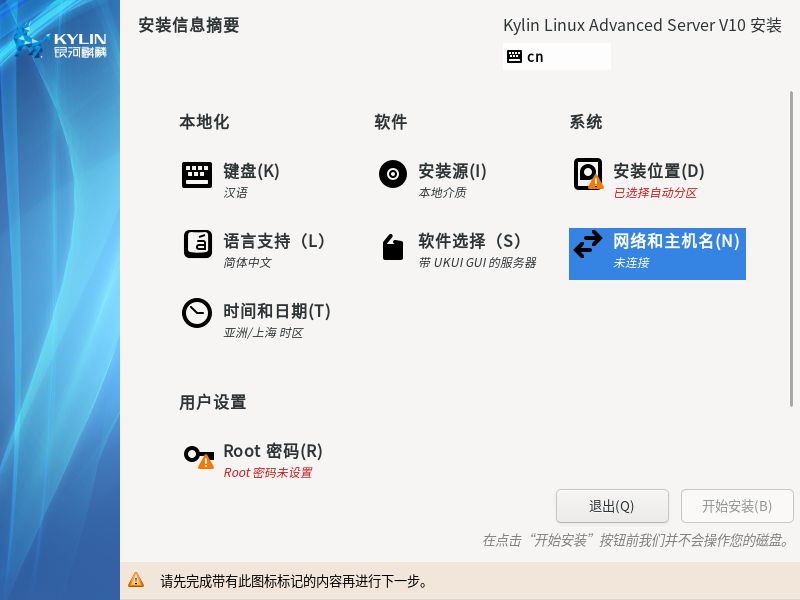 KYLIN
银河麒麟
安装信息摘要
Kylin Linux Advanced Server V10 安装
cn
本地化
软件
系统
键盘(K)
汉语
安装源(I)
本地介质
安装位置(D)
已选择自动分区
语言支持（L）
简体中文
软件选择（S）
带 UKUI GUI 的服务器
网络和主机名(N)
未连接
时间和日期(T)
亚洲/上海 时区
用户设置
Root 密码(R)
Root 密码未设置
退出(Q)
开始安装(B)
在点击“开始安装”按钮前我们并不会操作您的磁盘。
请先完成带有此图标标记的内容再进行下一步。